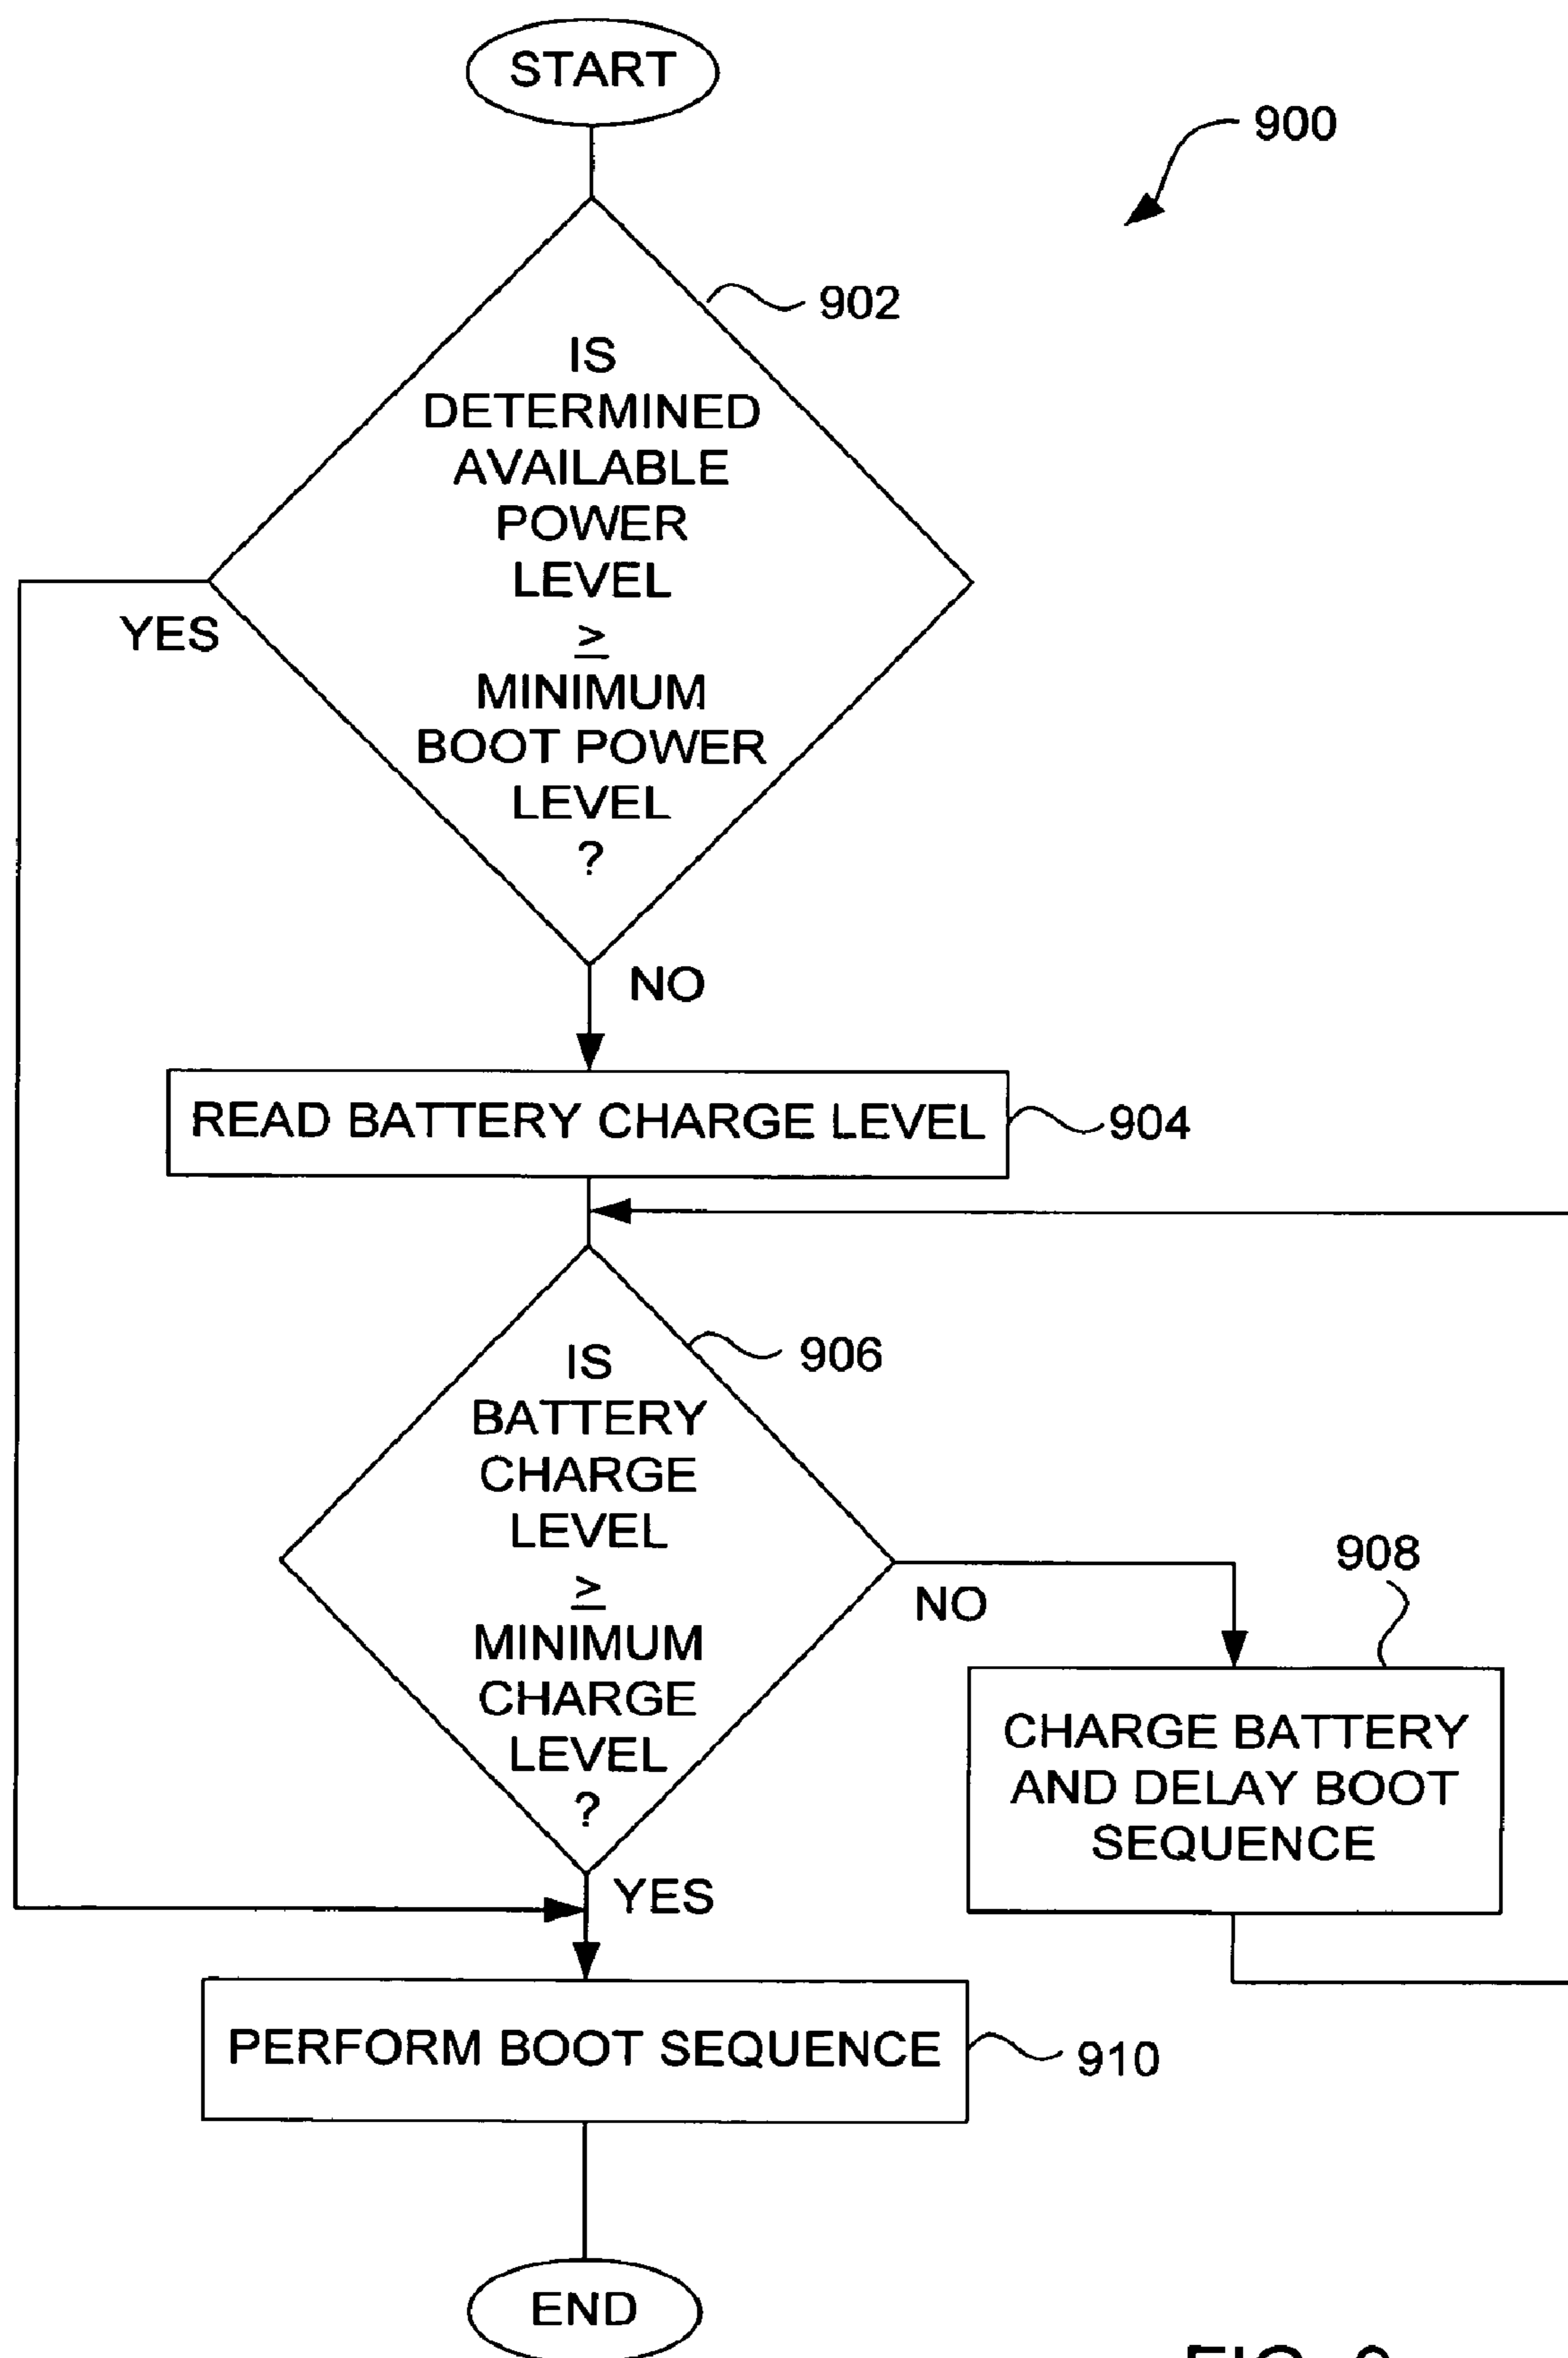 START
900
902
IS
DETERMINED
AVAILABLE
POWER
LEVEL
≥
MINIMUM
BOOT POWER
LEVEL
?
YES
NO
READ BATTERY CHARGE LEVEL
904
906
IS
BATTERY
CHARGE
LEVEL
≥
MINIMUM
CHARGE
LEVEL
?
NO
908
CHARGE BATTERY
AND DELAY BOOT
SEQUENCE
YES
PERFORM BOOT SEQUENCE
910
END